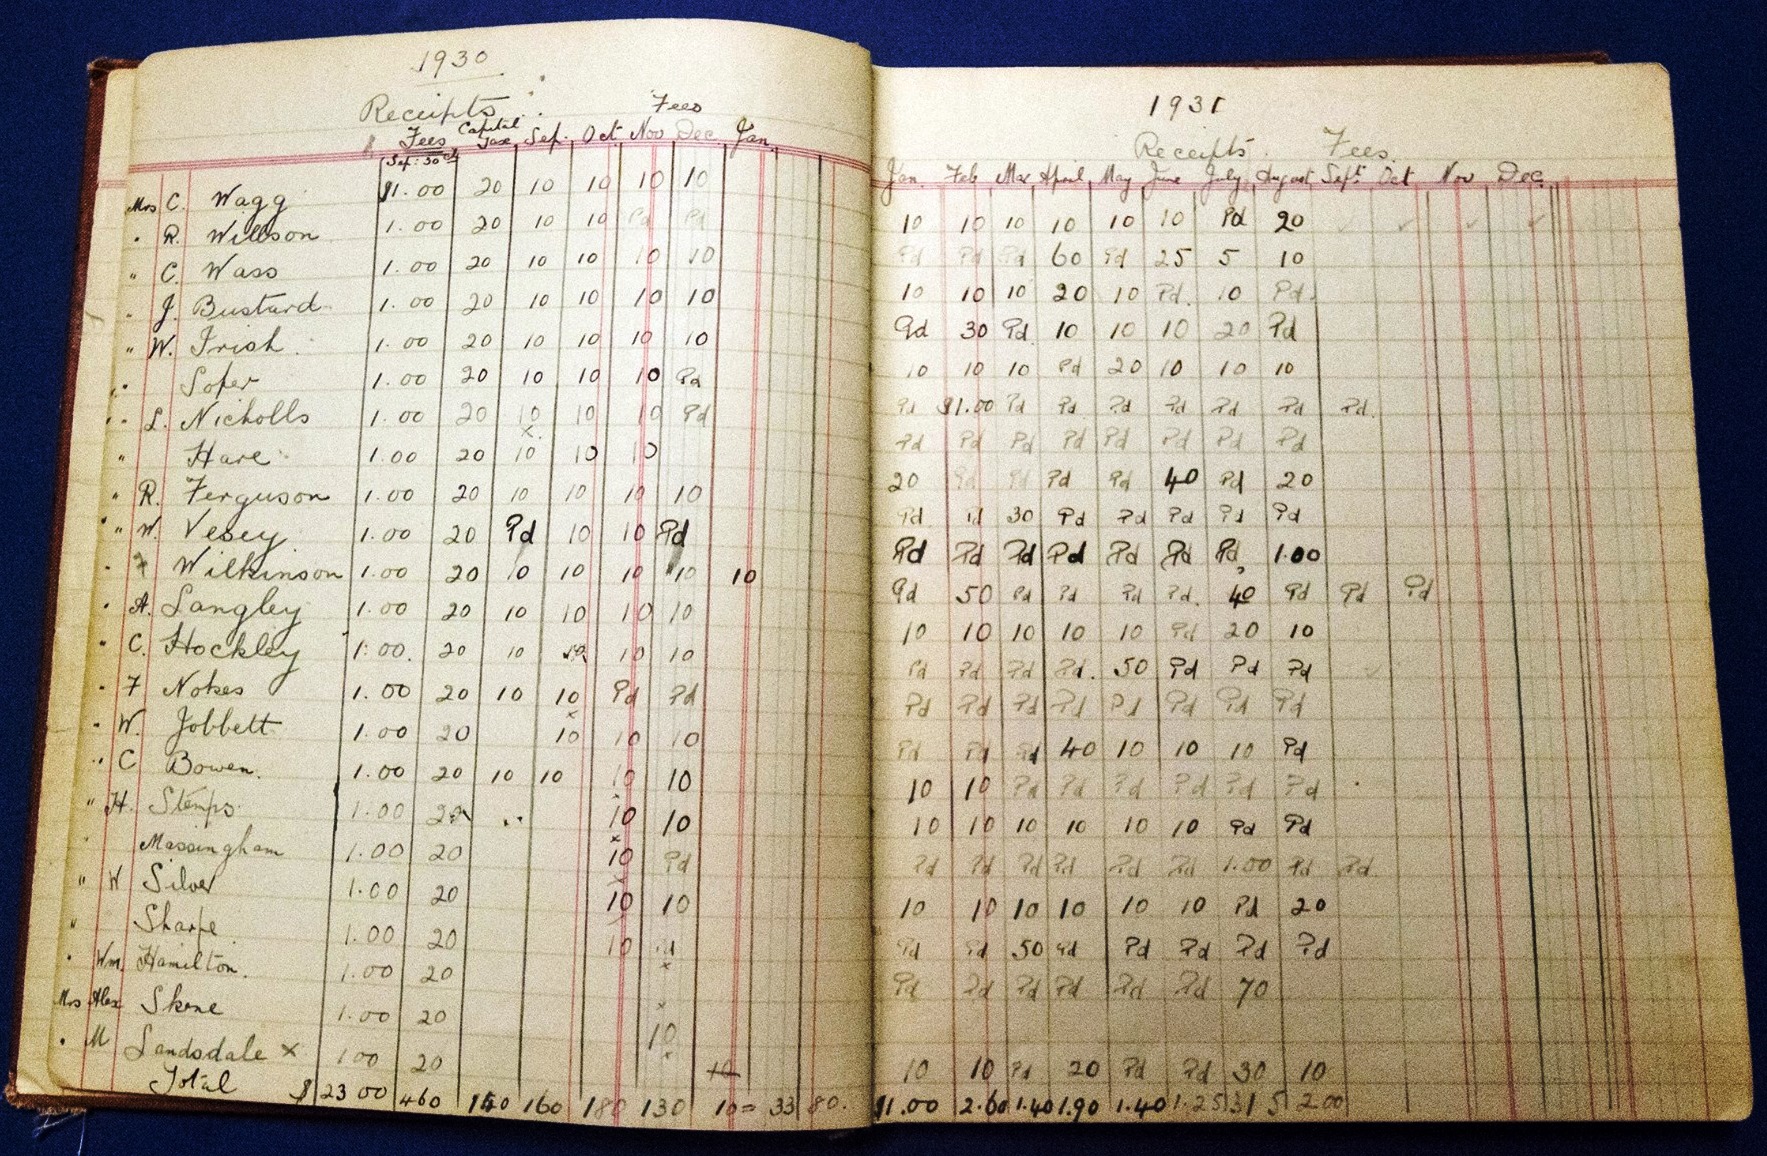 1930
Receipts Fees
$ Fees Capital Tax Sep. Oct Nov Dec Jan.
Sep: 30
Mrs C. Wagg $1.00 20 10 10 10 10
" R. Willson 1.00 20 10 10 Pd Pd
" C. Wass 1.00 20 10 10 10 10
" J. Bustard 1.00 20 10 10 10 10
" W. Frish 1.00 20 10 10 10 10
" Soper 1.00 20 10 10 10 Pd
" L. Nicholls 1.00 20 10 10 10 Pd
x
" Hare 1.00 20 10 10 10
" R. Ferguson 1.00 20 10 10 10 10
" W. Vesey 1.00 20 Pd 10 10 Pd
" F Wilkinson 1.00 20 10 10 10 10 10
" A. Langley 1.00 20 10 10 10 10
" C. Hockley 1.00. 20 10 10 10
" F Nokes 1.00 20 10 10 Pd Pd
x
" W. Jobbett 1.00 20 10 10 10
" C Bowen. 1.00 20 10 10 10 10
x
" H. Stemps 1.00 20 10 10
x
" Massingham 1.00 20 10 Pd
x
" W Silver 1.00 20 10 10
" Sharpe 1.00 20 10
x
" Wm. Hamilton. 1.00 20
x
Mrs Alex Skene 1.00 20 10
x
" M Landsdale x 1 00 20 10
Total $ 23 00 460 160 180 130 10 = 33 80.
1931
Receipts Fees
Jan. Feb Mar April May June July August Sept Oct Nov Dec.
10 10 10 10 10 10 Pd 20 ✓ ✓ ✓ ✓
Pd Pd Pd 60 Pd 25 5 10
10 10 10 20 10 Pd. 10 Pd.
Pd 30 Pd. 10 10 10 20 Pd
10 10 10 Pd 20 10 10 10
Pd $1.00 Pd Pd Pd Pd Pd Pd Pd.
Pd Pd Pd Pd Pd Pd Pd Pd
20 Pd Pd Pd Pd 40 Pd 20
Pd Pd 30 Pd Pd Pd Pd Pd
Pd Pd Pd Pd Pd Pd Pd, 1.00
Pd 50 Pd Pd Pd Pd. 40 Pd Pd Pd
10 10 10 10 10 Pd 20 10
Pd Pd Pd Pd. 50 Pd Pd Pd ✓
Pd Pd Pd Pd Pd Pd Pd Pd
Pd Pd Pd 40 10 10 10 Pd
10 10 Pd Pd Pd Pd Pd Pd
10 10 10 10 10 10 Pd Pd
Pd Pd Pd Pd Pd Pd 1.00 Pd Pd.
10 10 10 10 10 10 Pd 20
Pd Pd 50 Pd Pd Pd Pd Pd
Pd Pd Pd Pd Pd Pd 70
10 10 Pd 20 Pd Pd 30 10
$1.00 2.60 1.40 1.90 1.40 1.25 31 5 2 00